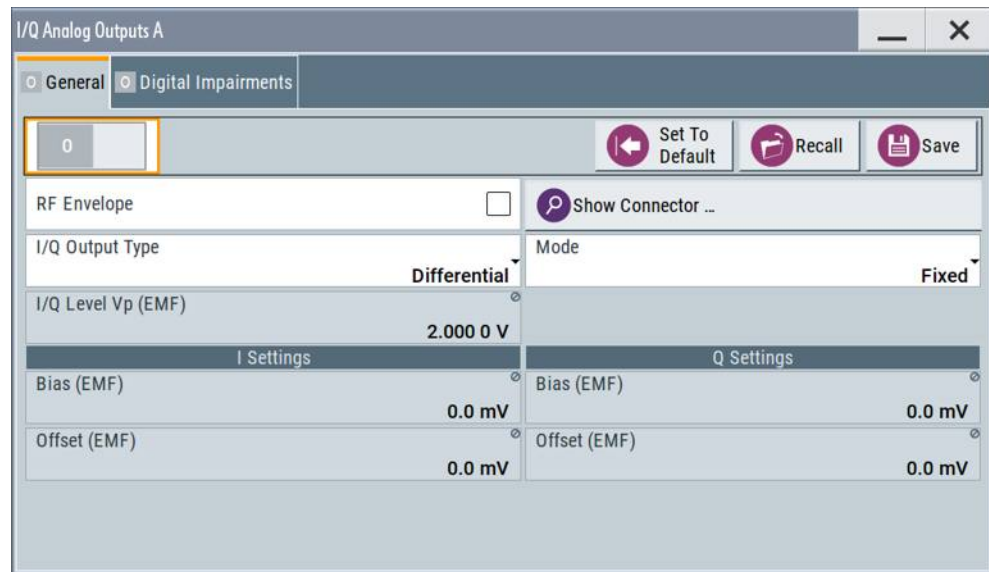 I/Q Analog Outputs A
0 General 0 Digital Impairments
0
Set To
Default
Recall
Save
RF Envelope
Show Connector ...
I/Q Output Type
Differential
Mode
Fixed
I/Q Level Vp (EMF)
2.000 0 V
I Settings
Q Settings
Bias (EMF)
0.0 mV
Bias (EMF)
0.0 mV
Offset (EMF)
0.0 mV
Offset (EMF)
0.0 mV